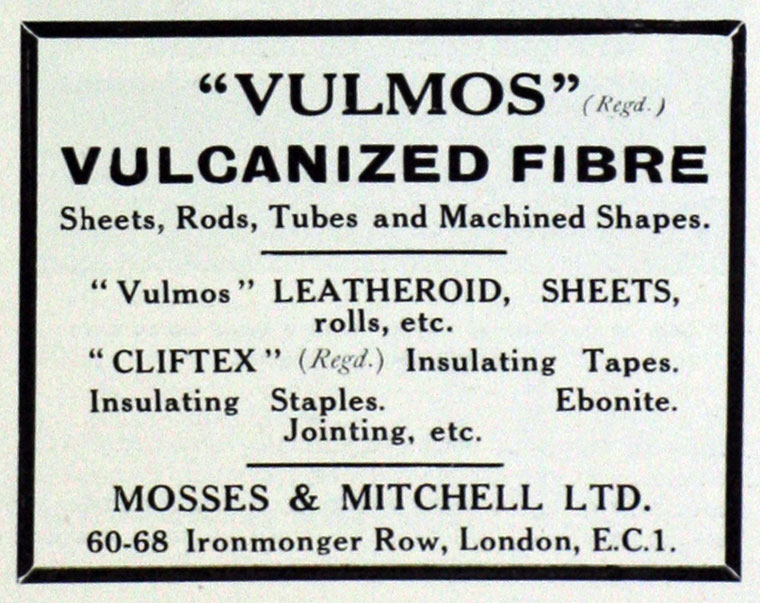 “VULMOS” (Regd.)
VULCANIZED FIBRE
Sheets, Rods, Tubes and Machined Shapes.
“Vulmos” LEATHEROID, SHEETS,
rolls, etc.
“CLIFTEX” (Regd.) Insulating Tapes.
Insulating Staples. Ebonite.
Jointing, etc.
MOSSES & MITCHELL LTD.
60-68 Ironmonger Row, London, E.C.1.